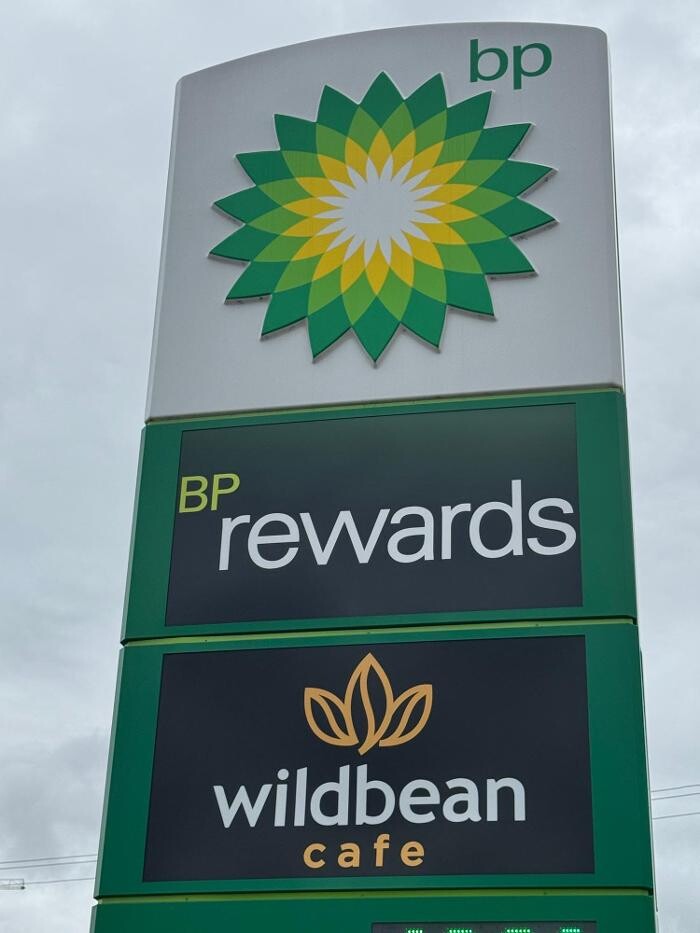 bp
BP
rewards
wildbean
cafe